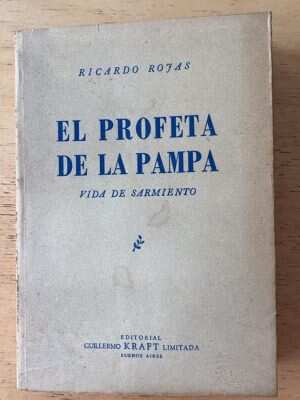 RICARDO ROJAS
EL PROFETA
DE LA PAMPA
VIDA DE SARMIENTO
EDITORIAL
GUILLERMO KRAFT LIMITADA
BUENOS AIRES